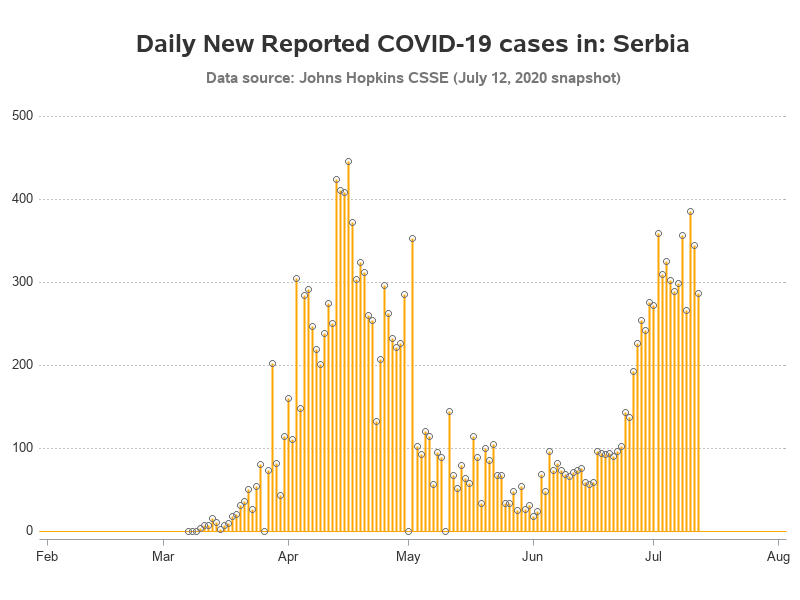 Daily New Reported COVID-19 cases in: Serbia
Data source: Johns Hopkins CSSE (July 12, 2020 snapshot)
500
400
300
200
100
0
Feb Mar Apr May Jun Jul Aug